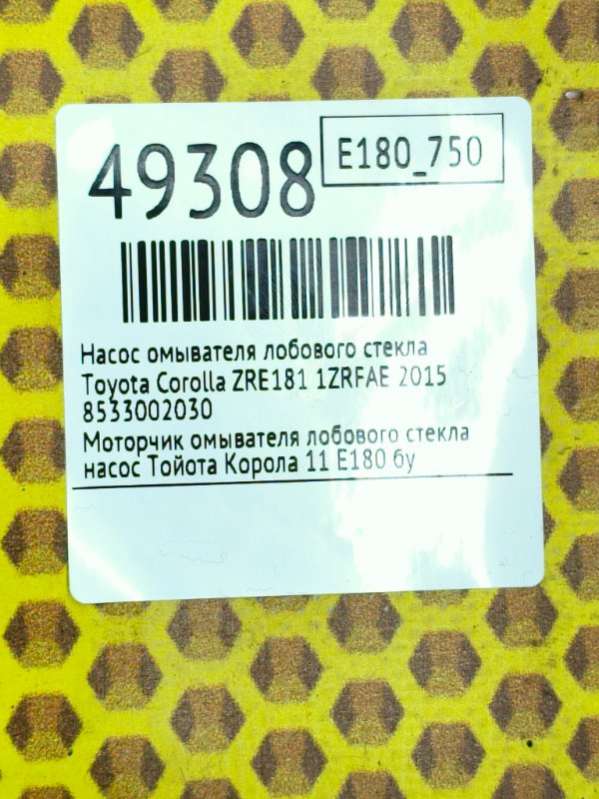 49308
E180_750
Насос омывателя лобового стекла
Toyota Corolla ZRE181 1ZRFAE 2015
8533002030
Моторчик омывателя лобового стекла
насос Тойота Корола 11 E180 бу